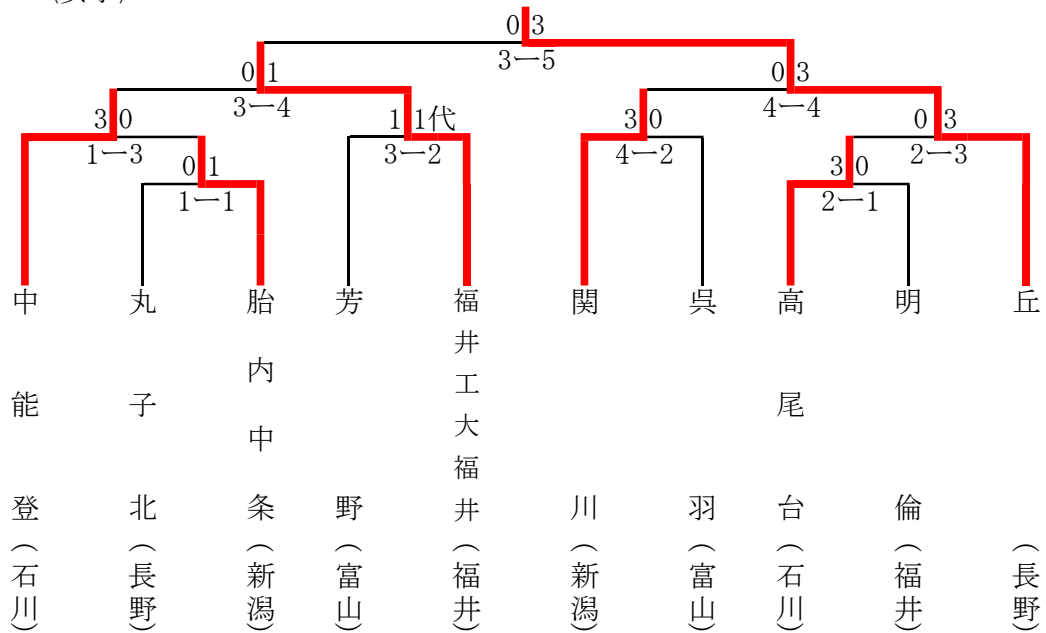 0 3
3ー5
0 1
3ー4
0 3
4ー4
3 0
1ー3
1 1代
3ー2
3 0
4ー2
0 3
2ー3
0 1
1ー1
3 0
2ー1
中能登(石川)
丸子北(長野)
胎内中条(新潟)
芳野(富山)
福井工大福井(福井)
関川(新潟)
呉羽(富山)
高尾台(石川)
明倫(福井)
丘(長野)